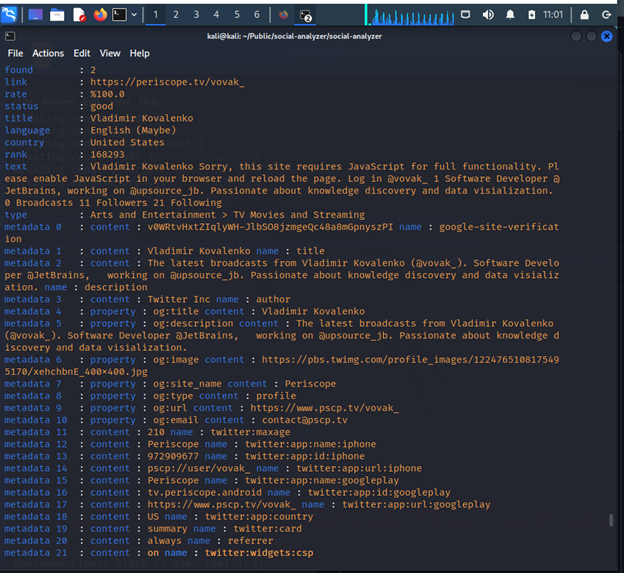 1 2 3 4 5 6 7 8 2 11:01
kali@kali: ~/Public/social-analyzer/social-analyzer
File Actions Edit View Help
found : 2
link : https://periscope.tv/vovak_
rate : %100.0
status : good
title : Vladimir Kovalenko
language : English (Maybe)
country : United States
rank : 168293
text : Vladimir Kovalenko Sorry, this site requires JavaScript for full functionality. Pl
ease enable JavaScript in your browser and reload the page. Log in @vovak_ 1 Software Developer @
JetBrains, working on @upsource_jb. Passionate about knowledge discovery and data visialization.
0 Broadcasts 11 Followers 21 Following
type : Arts and Entertainment > TV Movies and Streaming
metadata 0 : content : v0WRtvHxtZIqlyWH-JlbSO8jzmgeQc48a8mGpnyszPI name : google-site-verificat
ion
metadata 1 : content : Vladimir Kovalenko name : title
metadata 2 : content : The latest broadcasts from Vladimir Kovalenko (@vovak_). Software Develo
per @JetBrains, working on @upsource_jb. Passionate about knowledge discovery and data visializ
ation. name : description
metadata 3 : content : Twitter Inc name : author
metadata 4 : property : og:title content : Vladimir Kovalenko
metadata 5 : property : og:description content : The latest broadcasts from Vladimir Kovalenko
(@vovak_). Software Developer @JetBrains, working on @upsource_jb. Passionate about knowledge d
iscovery and data visialization.
metadata 6 : property : og:image content : https://pbs.twimg.com/profile_images/122476510817549
5170/xehchbnE_400×400.jpg
metadata 7 : property : og:site_name content : Periscope
metadata 8 : property : og:type content : profile
metadata 9 : property : og:url content : https://www.pscp.tv/vovak_
metadata 10 : property : og:email content : contact@pscp.tv
metadata 11 : content : 210 name : twitter:maxage
metadata 12 : content : Periscope name : twitter:app:name:iphone
metadata 13 : content : 972909677 name : twitter:app:id:iphone
metadata 14 : content : pscp://user/vovak_ name : twitter:app:url:iphone
metadata 15 : content : Periscope name : twitter:app:name:googleplay
metadata 16 : content : tv.periscope.android name : twitter:app:id:googleplay
metadata 17 : content : https://www.pscp.tv/vovak_ name : twitter:app:url:googleplay
metadata 18 : content : US name : twitter:app:country
metadata 19 : content : summary name : twitter:card
metadata 20 : content : always name : referrer
metadata 21 : content : on name : twitter:widgets:csp